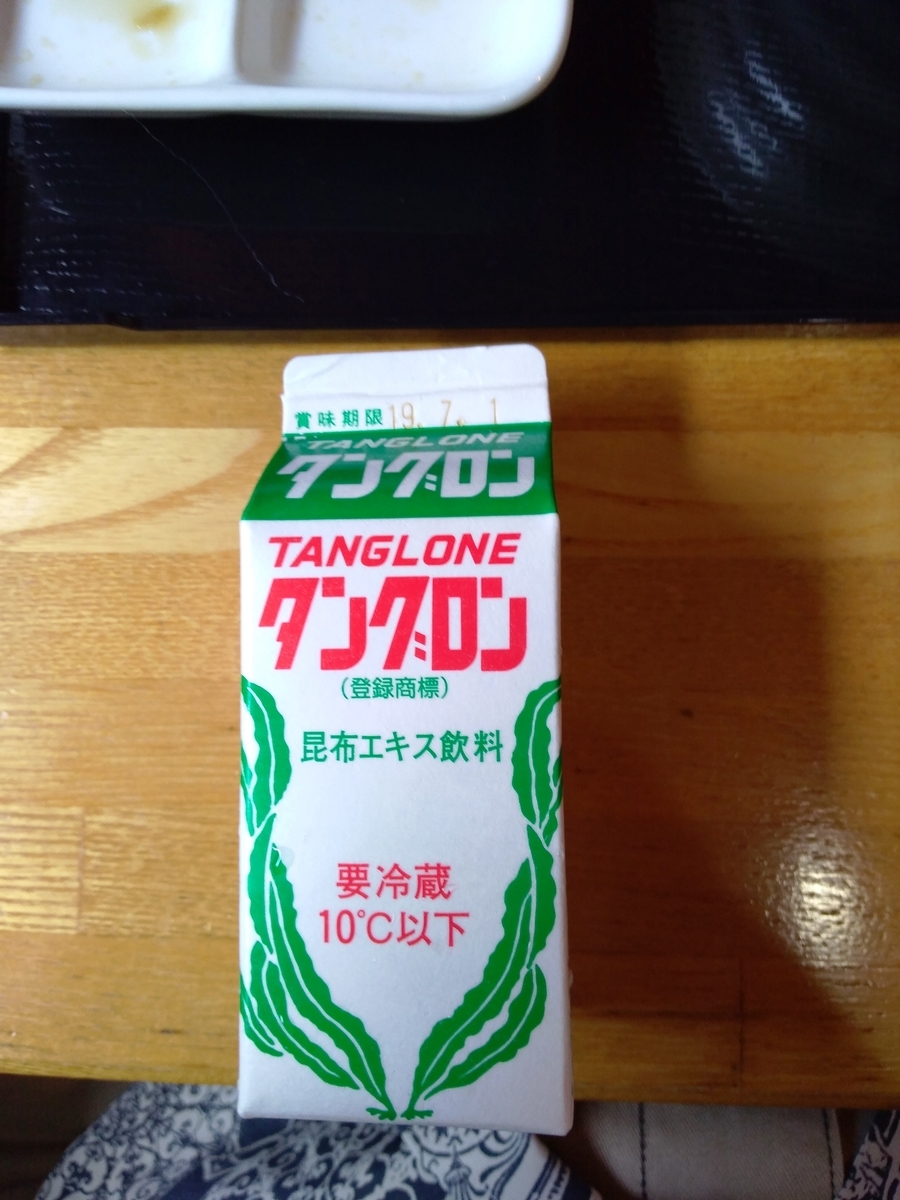 賞味期限 19. 7. 1
TANGLONE
タングロン
TANGLONE
タングロン
(登録商標)
昆布エキス飲料
要冷蔵
10℃以下